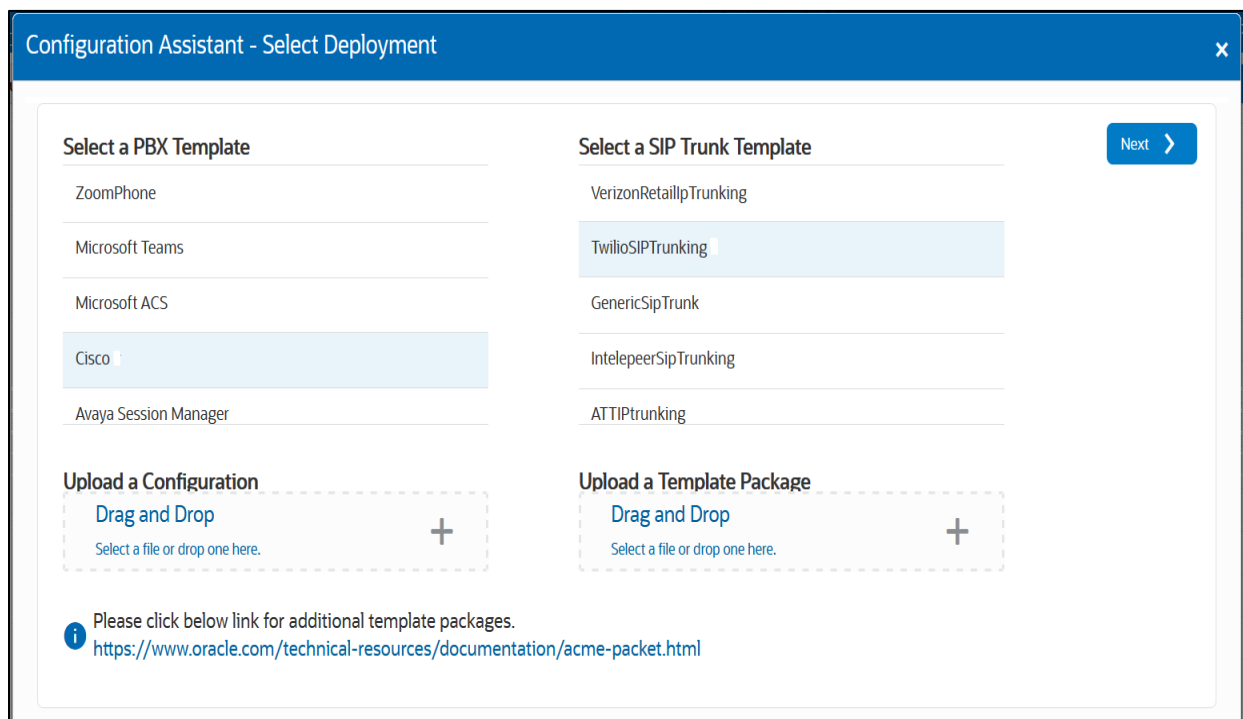 Configuration Assistant - Select Deployment
Select a PBX Template
ZoomPhone
Microsoft Teams
Microsoft ACS
Cisco
Avaya Session Manager
Select a SIP Trunk Template
VerizonRetailIpTrunking
TwilioSIPTrunking
GenericSipTrunk
IntelepeerSipTrunking
ATTIPtrunking
Next
Upload a Configuration
Drag and Drop
Select a file or drop one here.
Upload a Template Package
Drag and Drop
Select a file or drop one here.
Please click below link for additional template packages.
https://www.oracle.com/technical-resources/documentation/acme-packet.html